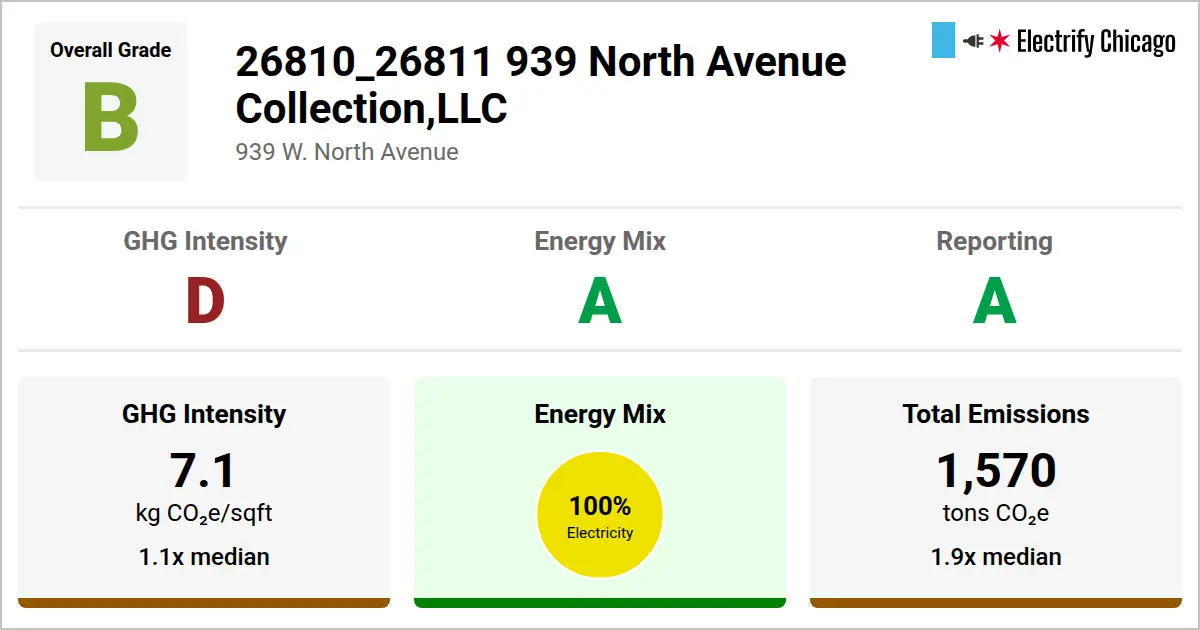 Overall Grade
B
26810_26811 939 North Avenue
Collection,LLC
939 W. North Avenue
Electrify Chicago
GHG Intensity
D
Energy Mix
A
Reporting
A
GHG Intensity
7.1
kg CO₂e/sqft
1.1x median
Energy Mix
100%
Electricity
Total Emissions
1,570
tons CO₂e
1.9x median